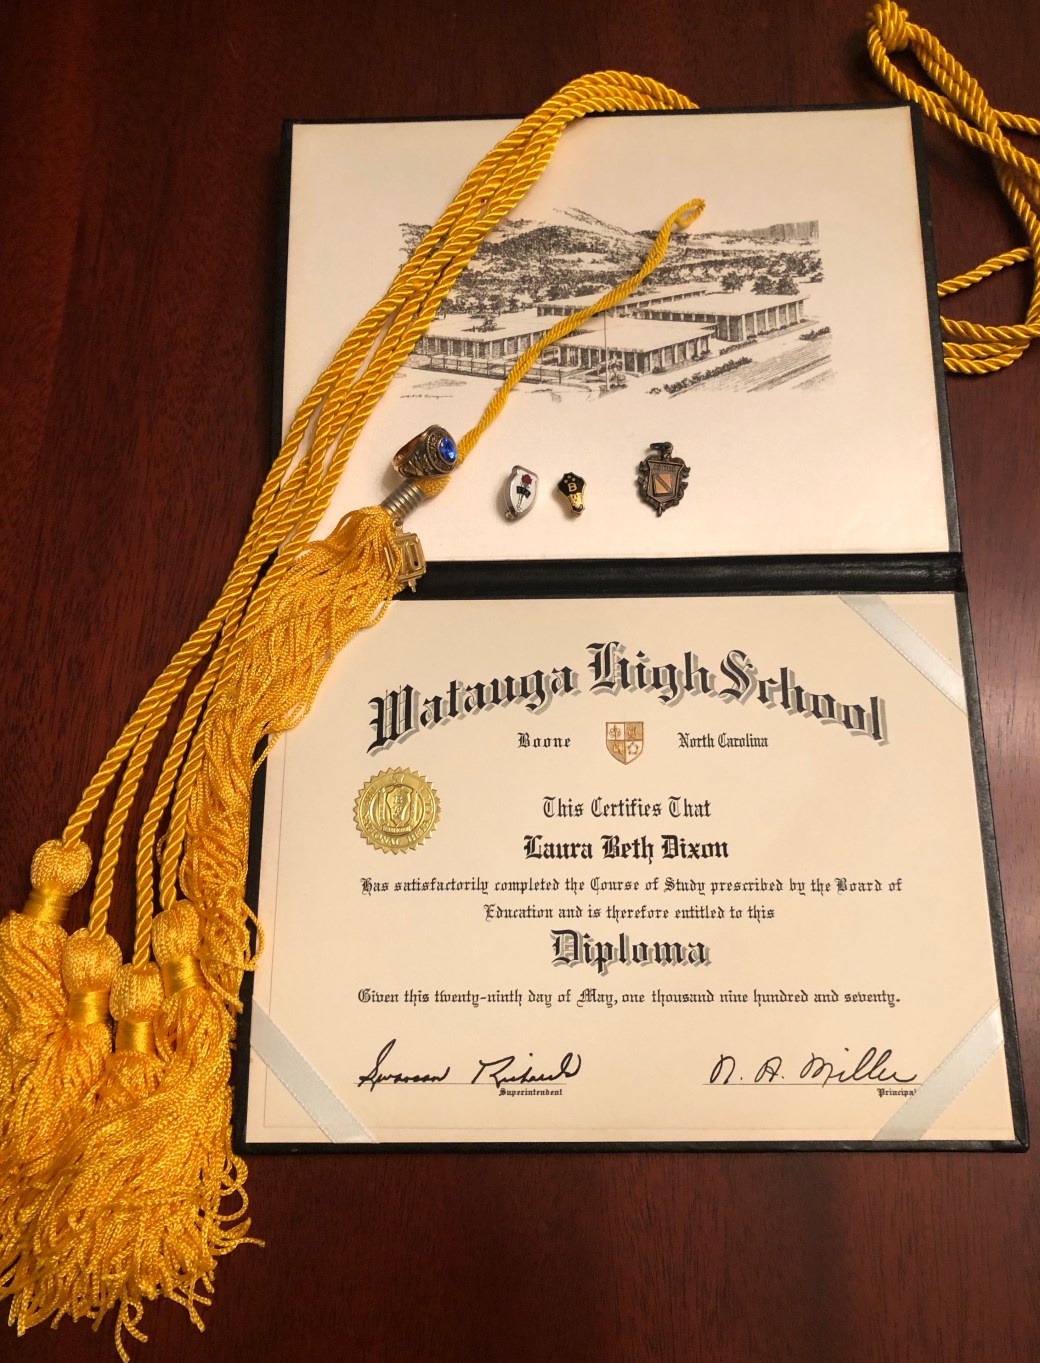 B
Watauga High School
Boone North Carolina
This Certifies That
Laura Beth Dixon
Has satisfactorily completed the Course of Study prescribed by the Board of
Education and is therefore entitled to this
Diploma
Given this twenty-ninth day of May, one thousand nine hundred and seventy.
Swanson Richards N. A. Miller
Superintendent Principal